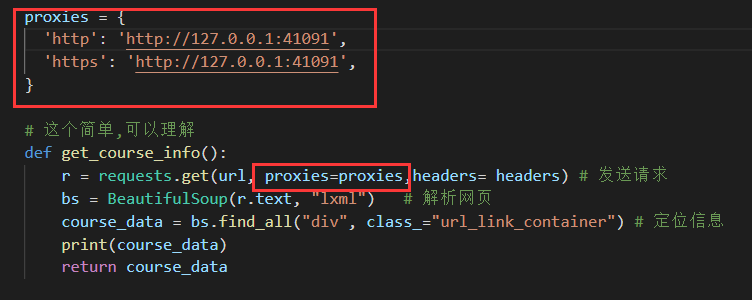 proxies = {
  'http': 'http://127.0.0.1:41091',
  'https': 'http://127.0.0.1:41091',
}
# 这个简单,可以理解
def get_course_info():
    r = requests.get(url, proxies=proxies,headers= headers) # 发送请求
    bs = BeautifulSoup(r.text, "lxml")   # 解析网页
    course_data = bs.find_all("div", class_="url_link_container") # 定位信息
    print(course_data)
    return course_data